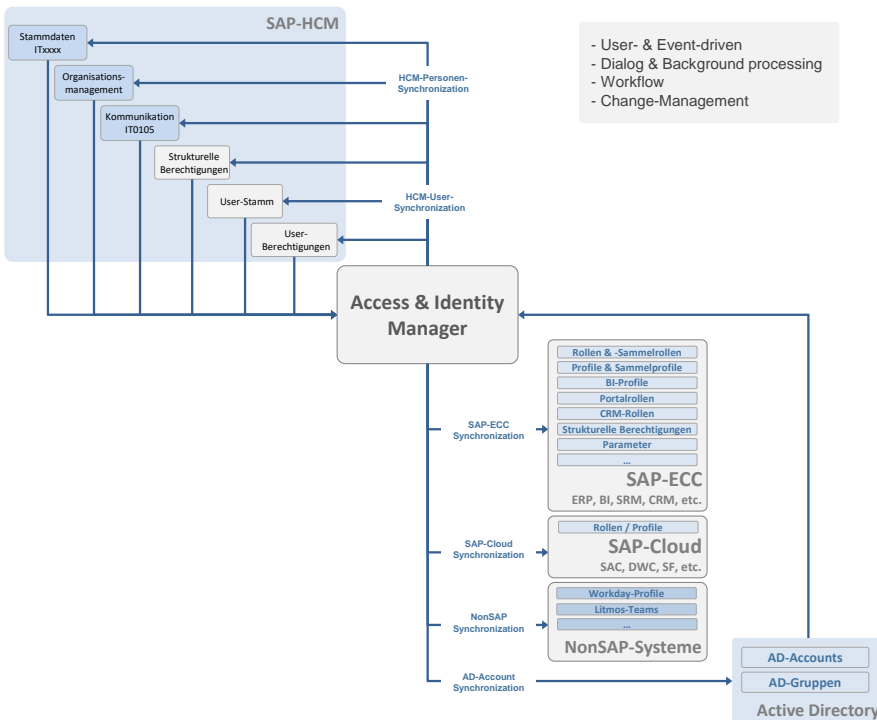 SAP-HCM
Stammdaten
ITxxxx
Organisations-
management
Kommunikation
IT0105
Strukturelle
Berechtigungen
User-Stamm
User-
Berechtigungen
HCM-Personen-
Synchronization
HCM-User-
Synchronization
- User- & Event-driven
- Dialog & Background processing
- Workflow
- Change-Management
Access & Identity
Manager
SAP-ECC
Synchronization
Rollen & -Sammelrollen
Profile & Sammelprofile
BI-Profile
Portalrollen
CRM-Rollen
Strukturelle Berechtigungen
Parameter
...
SAP-ECC
ERP, BI, SRM, CRM, etc.
SAP-Cloud
Synchronization
Rollen / Profile
SAP-Cloud
SAC, DWC, SF, etc.
NonSAP
Synchronization
Workday-Profile
Litmos-Teams
...
NonSAP-Systeme
AD-Account
Synchronization
AD-Accounts
AD-Gruppen
Active Directory